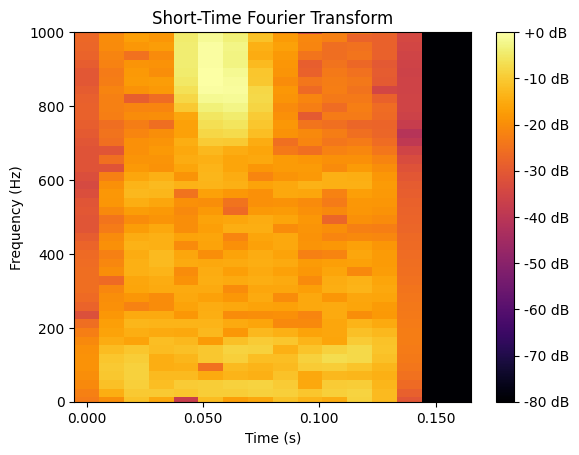 Short-Time Fourier Transform
1000
800
600
400
200
0
Frequency (Hz)
0.000
0.050
0.100
0.150
Time (s)
+0 dB
-10 dB
-20 dB
-30 dB
-40 dB
-50 dB
-60 dB
-70 dB
-80 dB